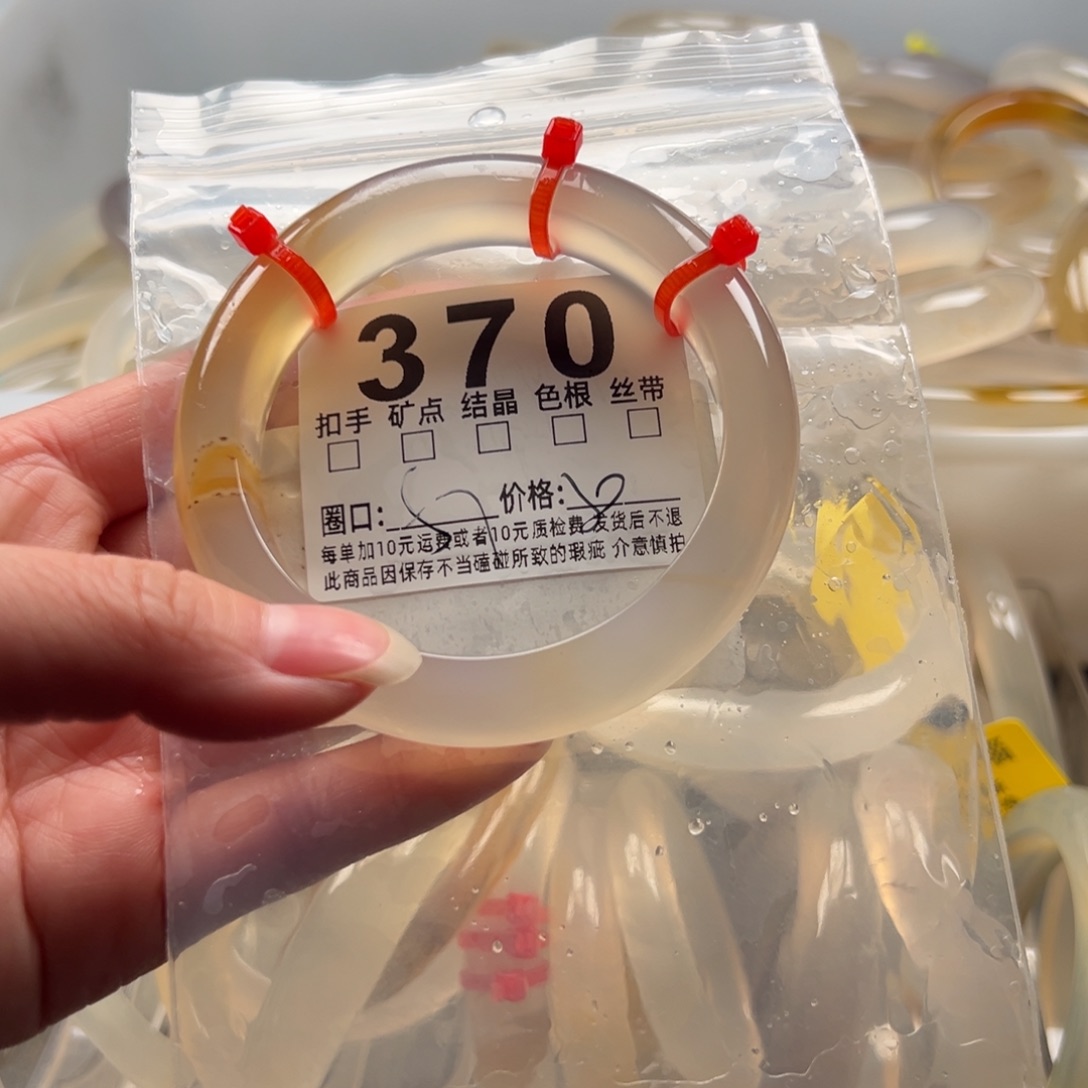 370
扣手 矿点 结晶 色根 丝带
圈口: 价格:
每单加10元运费或者10元质检费 发货后不退
此商品因保存不当磕碰所致的瑕疵 介意慎拍